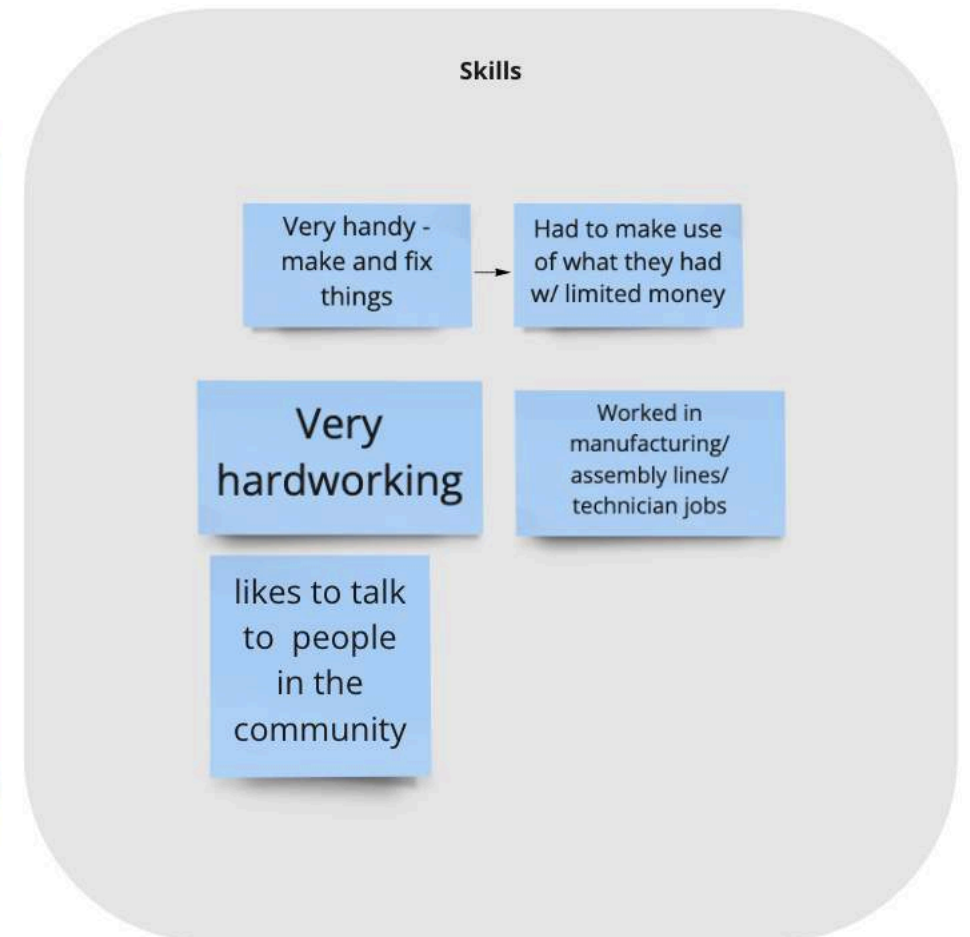 Skills
Very handy -
make and fix
things
Had to make use
of what they had
w/ limited money
Very
hardworking
Worked in
manufacturing/
assembly lines/
technician jobs
likes to talk
to people
in the
community